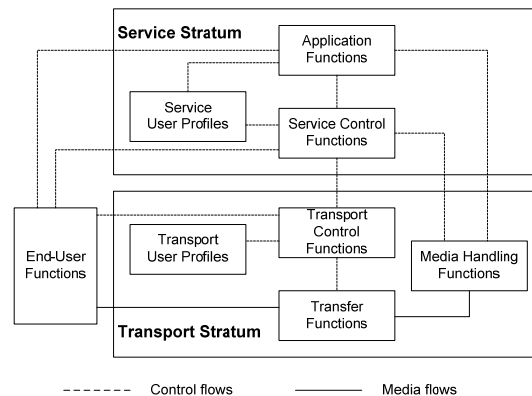 Service Stratum
Application
Functions
Service
User Profiles
Service Control
Functions
End-User
Functions
Transport
User Profiles
Transport
Control
Functions
Media Handling
Functions
Transfer
Functions
Transport Stratum
Control flows
Media flows